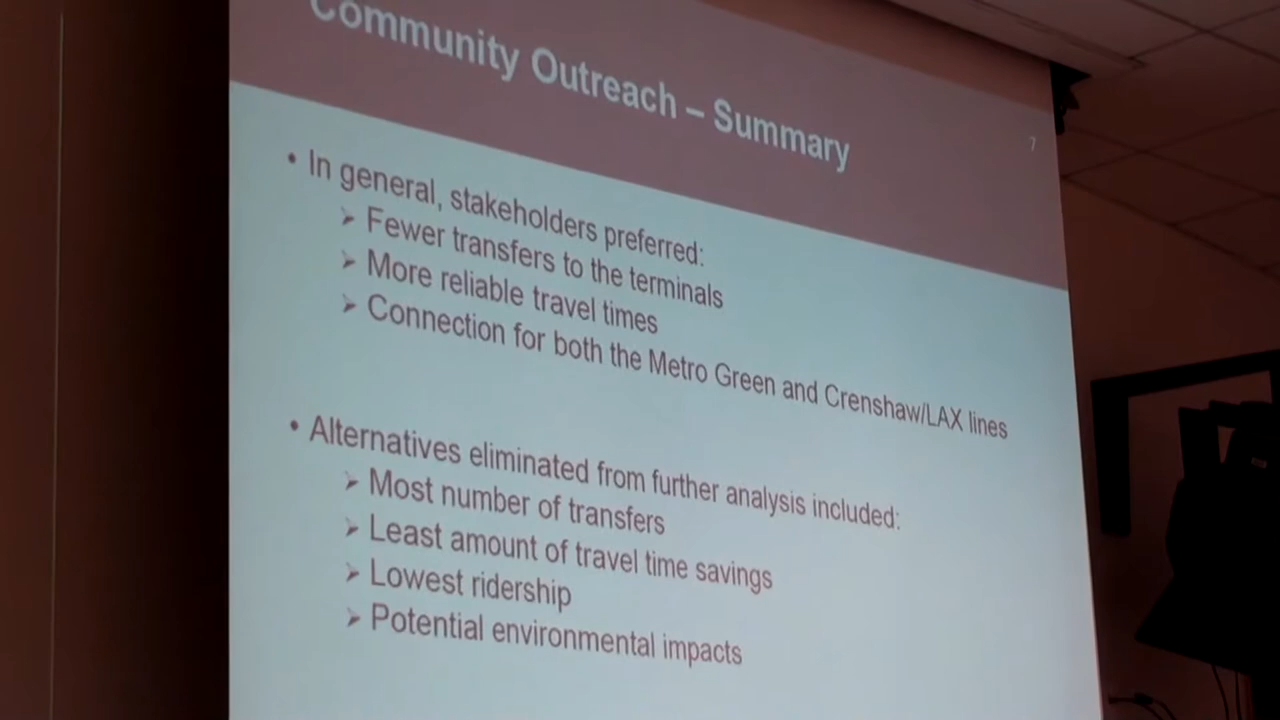 Community Outreach – Summary
7
• In general, stakeholders preferred:
➢ Fewer transfers to the terminals
➢ More reliable travel times
➢ Connection for both the Metro Green and Crenshaw/LAX lines
• Alternatives eliminated from further analysis included:
➢ Most number of transfers
➢ Least amount of travel time savings
➢ Lowest ridership
➢ Potential environmental impacts